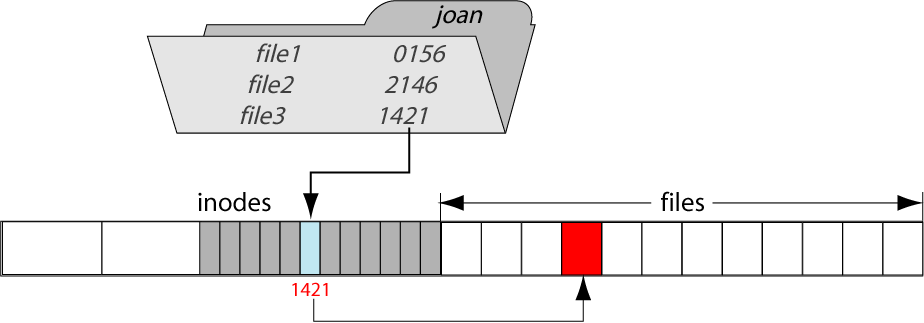 joan
file1 0156
file2 2146
file3 1421
inodes files
1421